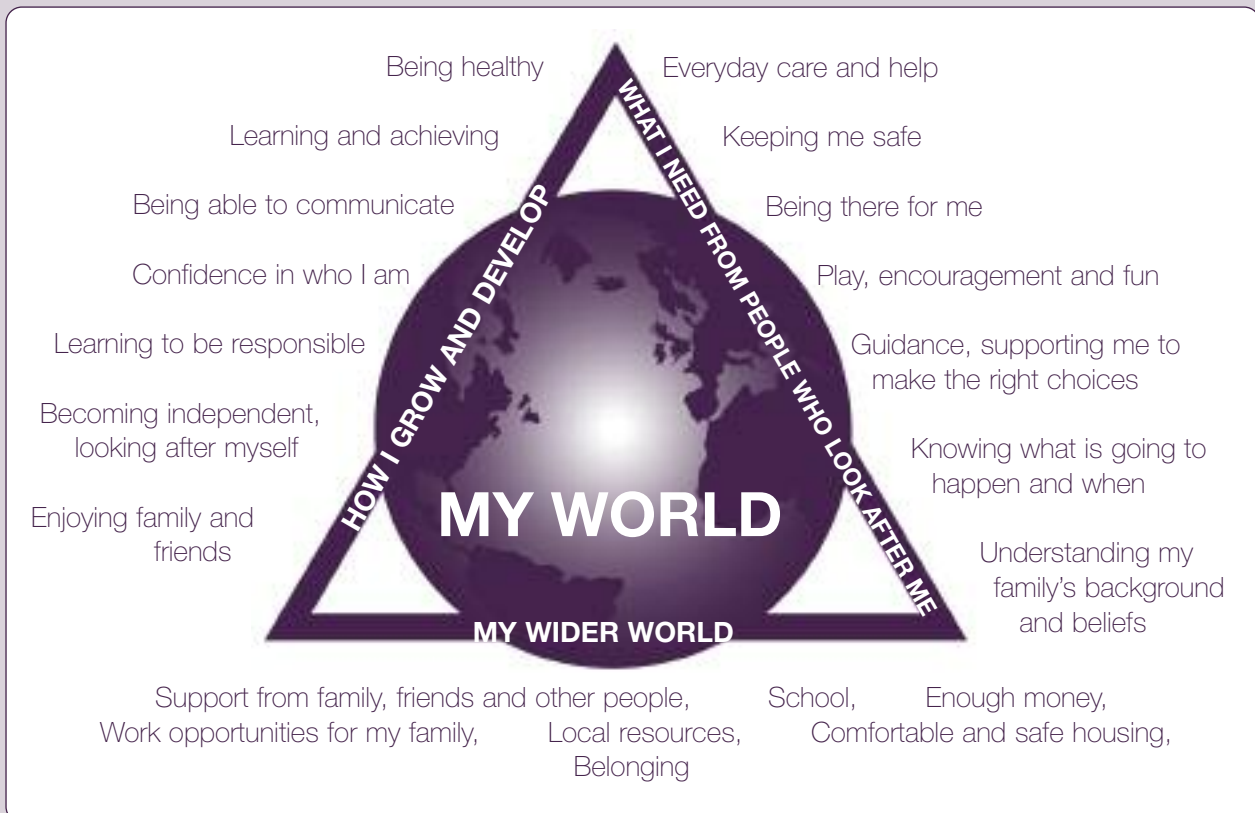 Being healthy
Learning and achieving
Being able to communicate
Confidence in who I am
Learning to be responsible
Becoming independent,
looking after myself
Enjoying family and
friends
HOW I GROW AND DEVELOP
WHAT I NEED FROM PEOPLE WHO LOOK AFTER ME
Everyday care and help
Keeping me safe
Being there for me
Play, encouragement and fun
Guidance, supporting me to
make the right choices
Knowing what is going to
happen and when
Understanding my
family's background
and beliefs
MY WORLD
MY WIDER WORLD
Support from family, friends and other people, School, Enough money,
Work opportunities for my family, Local resources, Comfortable and safe housing,
Belonging